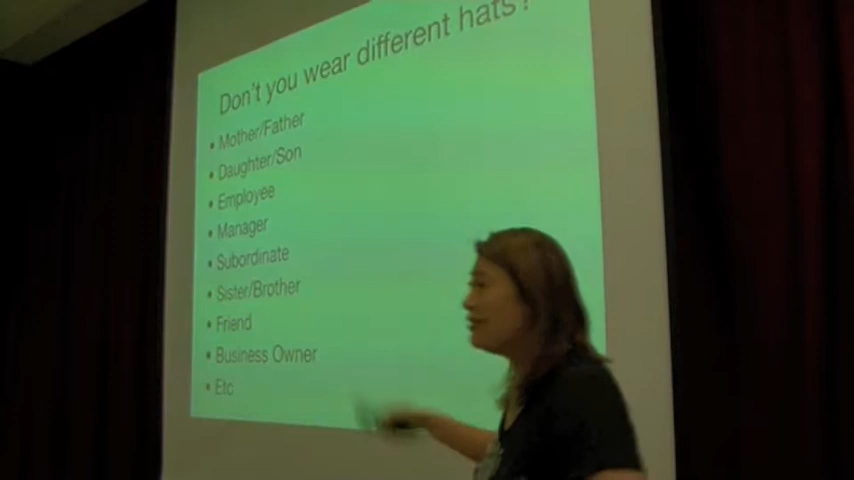 Don't you wear different hats?
• Mother/Father
• Daughter/Son
• Employee
• Manager
• Subordinate
• Sister/Brother
• Friend
• Business Owner
• Etc